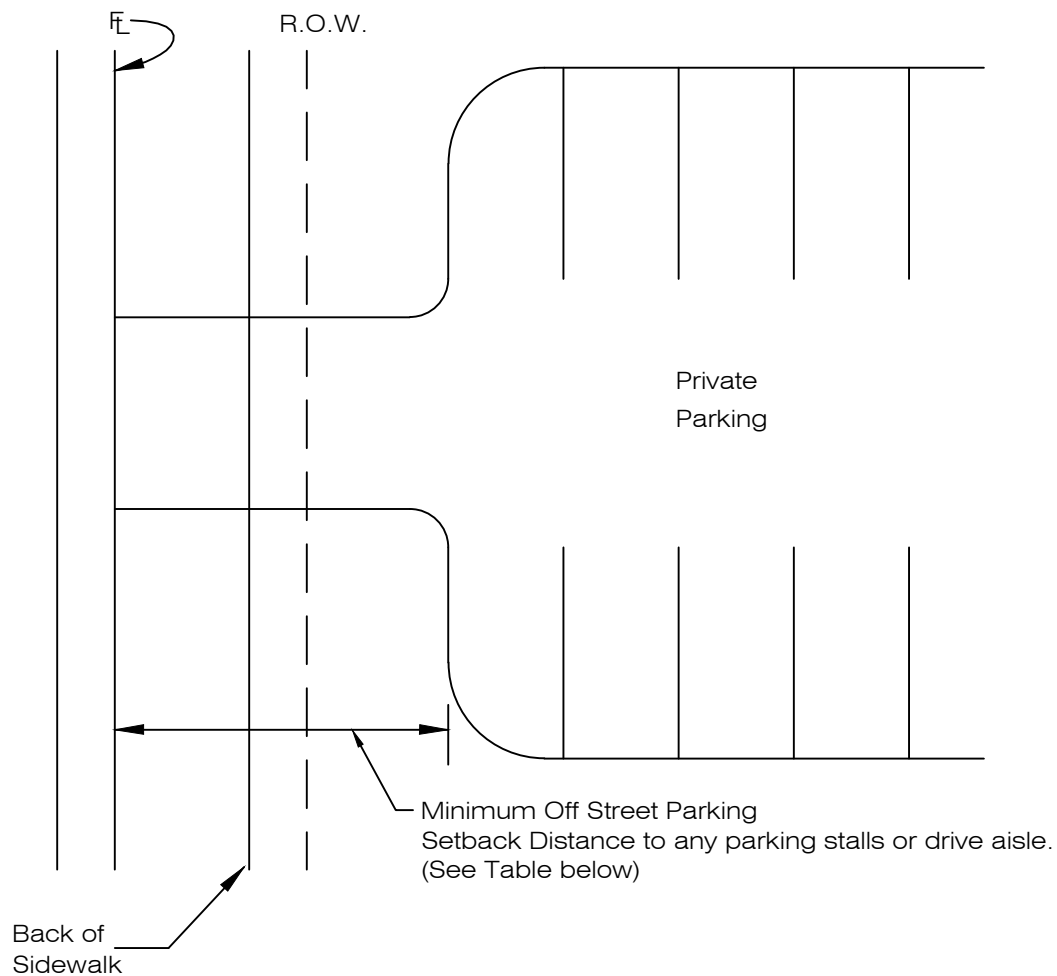 FL
R.O.W.
Private
Parking
Minimum Off Street Parking
Setback Distance to any parking stalls or drive aisle.
(See Table below)
Back of
Sidewalk